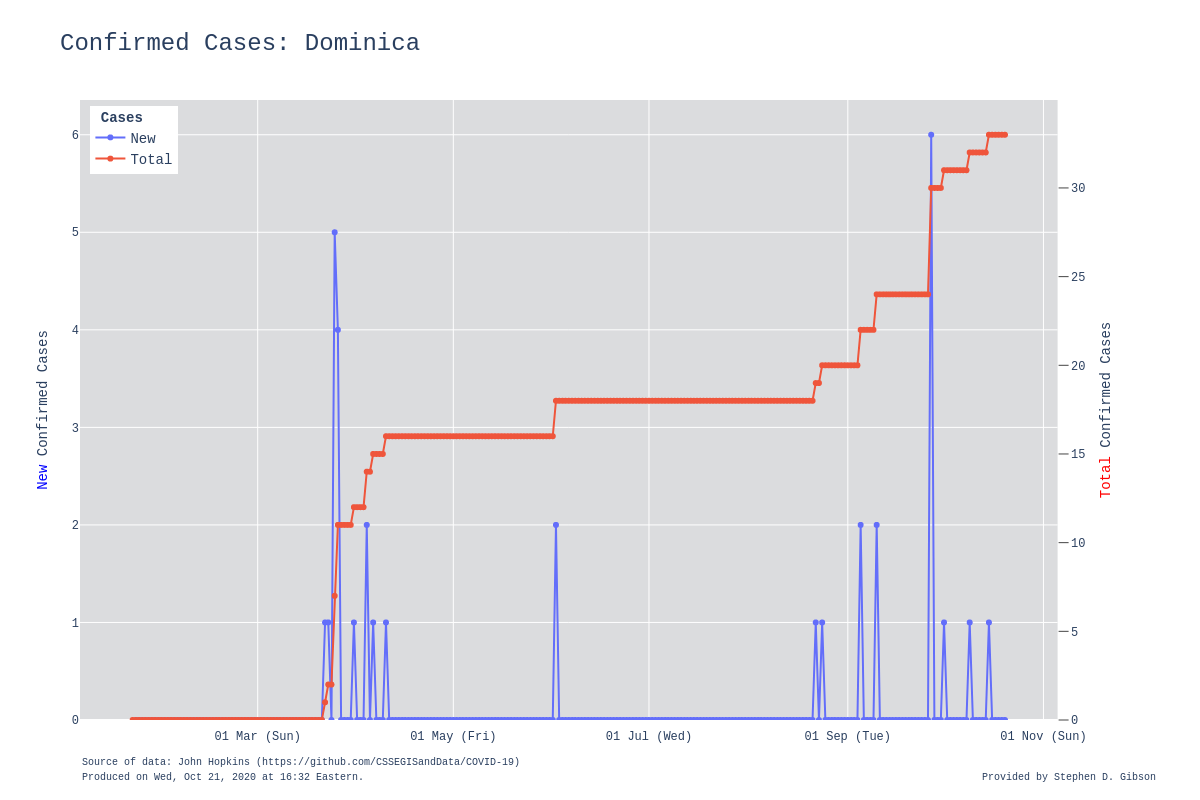 Confirmed Cases: Dominica
Cases
New
Total
6
5
4
3
2
1
0
New Confirmed Cases
30
25
20
15
10
5
0
Total Confirmed Cases
01 Mar (Sun) 01 May (Fri) 01 Jul (Wed) 01 Sep (Tue) 01 Nov (Sun)
Source of data: John Hopkins (https://github.com/CSSEGISandData/COVID-19)
Produced on Wed, Oct 21, 2020 at 16:32 Eastern.
Provided by Stephen D. Gibson